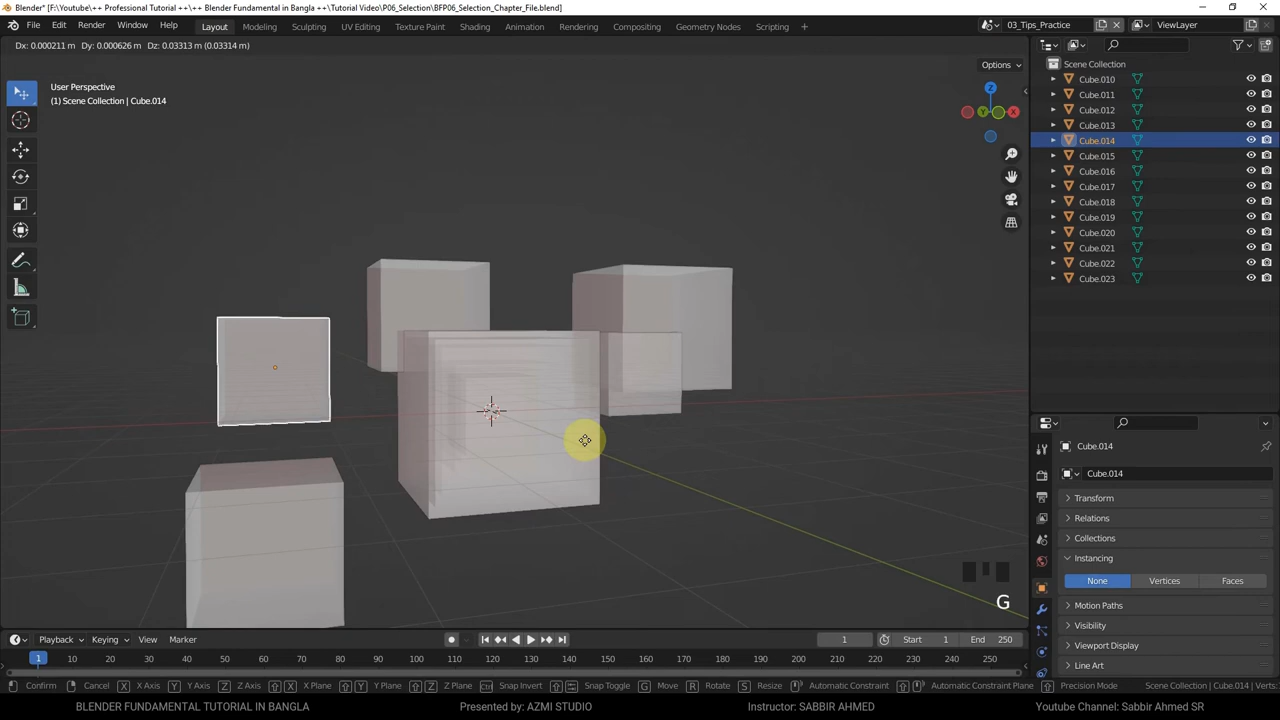 Blender* [F:\Youtube\++ Professional Tutorial ++\Blender Fundamental in Bangla ++\Tutorial Video\P06_Selection\BFP06_Selection_Chapter_File.blend]
File Edit Render Window Help Layout Modeling Sculpting UV Editing Texture Paint Shading Animation Rendering Compositing Geometry Nodes Scripting + 03_Tips_Practice ViewLayer
Dx: 0.000211 m Dy: 0.000626 m Dz: 0.03313 m (0.03314 m)
Options
User Perspective
(1) Scene Collection | Cube.014
Z
Y
X
Scene Collection
Cube.010
Cube.011
Cube.012
Cube.013
Cube.014
Cube.015
Cube.016
Cube.017
Cube.018
Cube.019
Cube.020
Cube.021
Cube.022
Cube.023
Cube.014
Cube.014
Transform
Relations
Collections
Instancing
None Vertices Faces
Motion Paths
Visibility
Viewport Display
Line Art
G
Playback Keying View Marker 1 Start 1 End 250
1 10 20 30 40 50 60 70 80 90 100 110 120 130 140 150 160 170 180 190 200 210 220 230 240 250
Confirm Cancel X X Axis Y Y Axis Z Z Axis X X Plane Y Y Plane Z Z Plane Ctrl Snap Invert Snap Toggle G Move R Rotate S Resize Automatic Constraint Automatic Constraint Plane Precision Mode Scene Collection | Cube.014 | Verts:
BLENDER FUNDAMENTAL TUTORIAL IN BANGLA Presented by: AZMI STUDIO Instructor: SABBIR AHMED Youtube Channel: Sabbir Ahmed SR